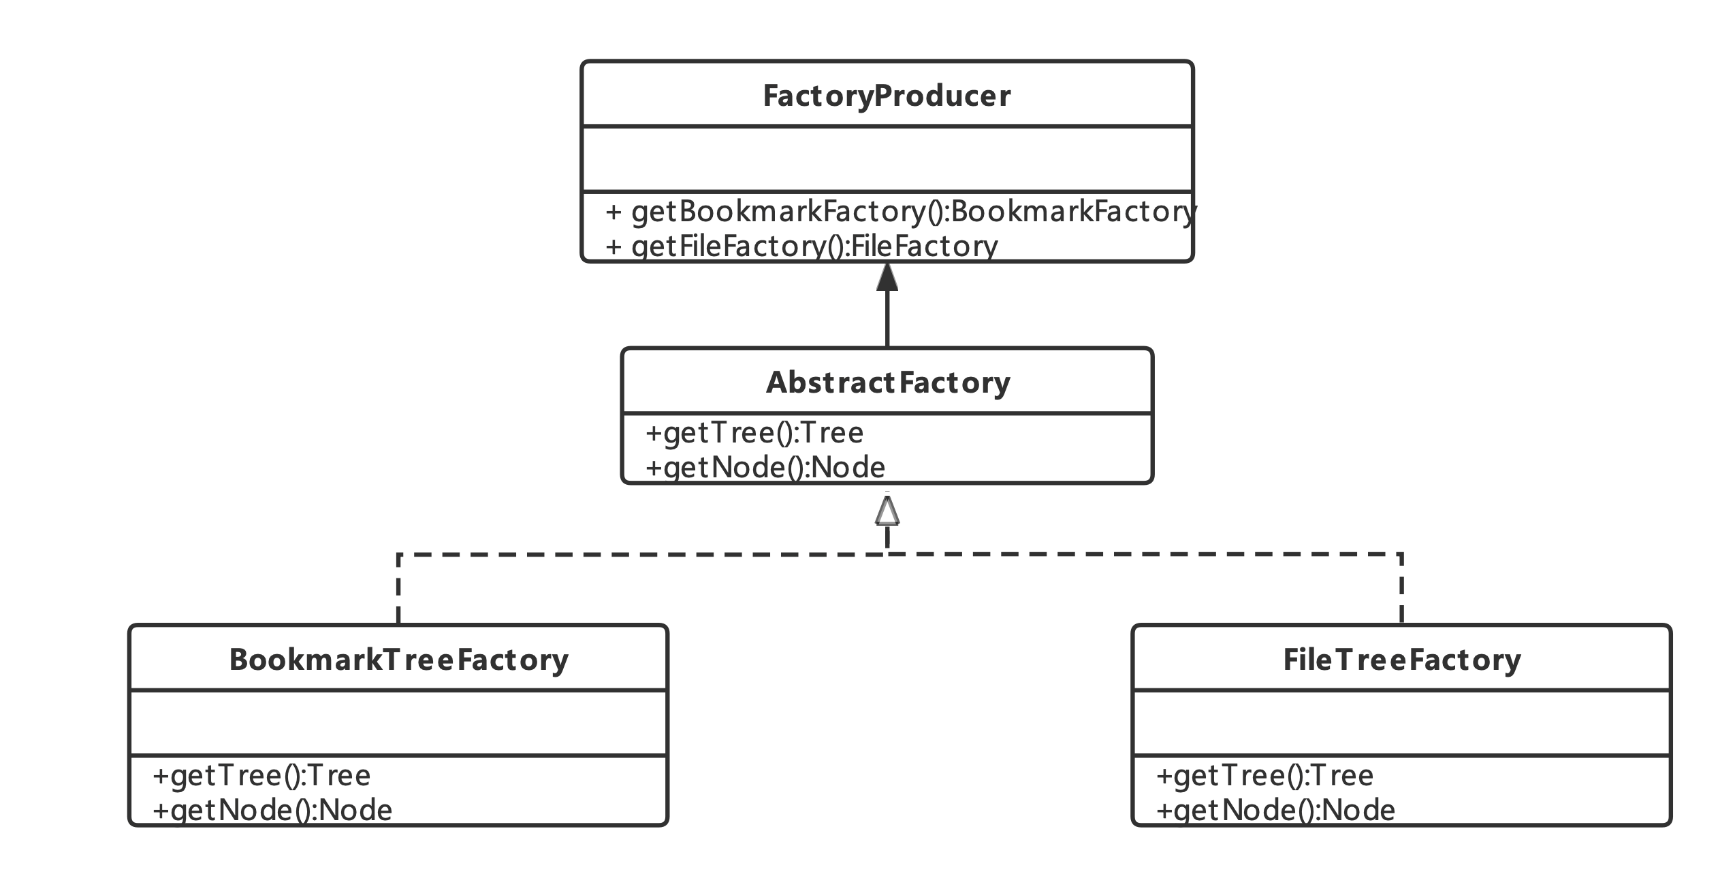 FactoryProducer
+ getBookmarkFactory():BookmarkFactory
+ getFileFactory():FileFactory
AbstractFactory
+getTree():Tree
+getNode():Node
BookmarkTreeFactory
+getTree():Tree
+getNode():Node
FileTreeFactory
+getTree():Tree
+getNode():Node